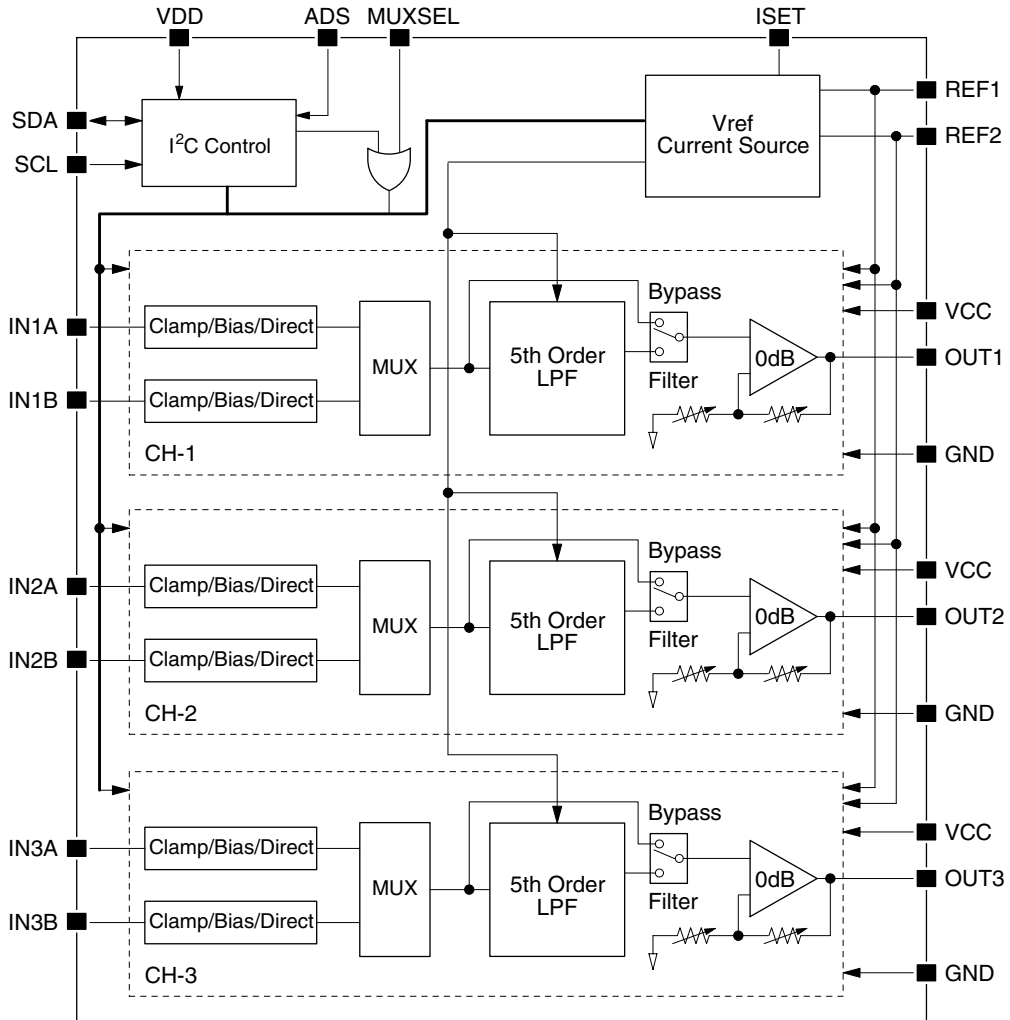 VDD ADS MUXSEL ISET
SDA
SCL
I²C Control
Vref
Current Source
REF1
REF2
IN1A
IN1B
Clamp/Bias/Direct
Clamp/Bias/Direct
MUX
5th Order
LPF
Bypass
Filter
0dB
CH-1
VCC
OUT1
GND
IN2A
IN2B
Clamp/Bias/Direct
Clamp/Bias/Direct
MUX
5th Order
LPF
Bypass
Filter
0dB
CH-2
VCC
OUT2
GND
IN3A
IN3B
Clamp/Bias/Direct
Clamp/Bias/Direct
MUX
5th Order
LPF
Bypass
Filter
0dB
CH-3
VCC
OUT3
GND